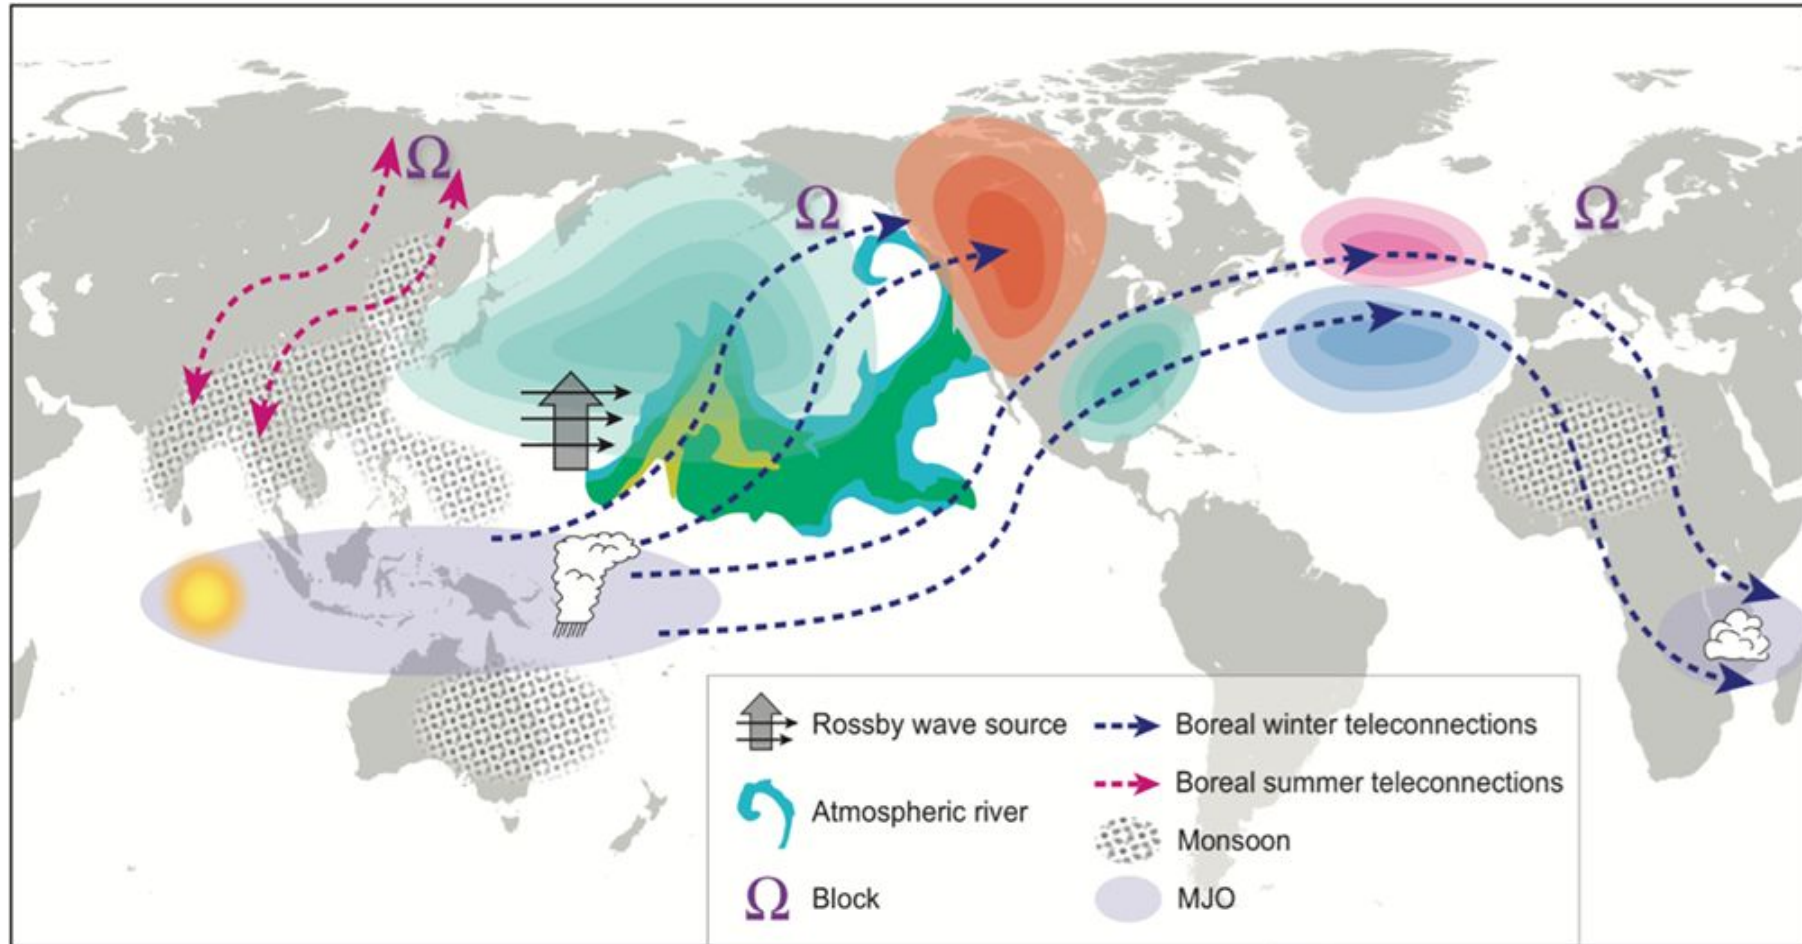 Ω
Ω
Ω
Rossby wave source
Boreal winter teleconnections
Boreal summer teleconnections
Atmospheric river
Monsoon
Ω Block
MJO